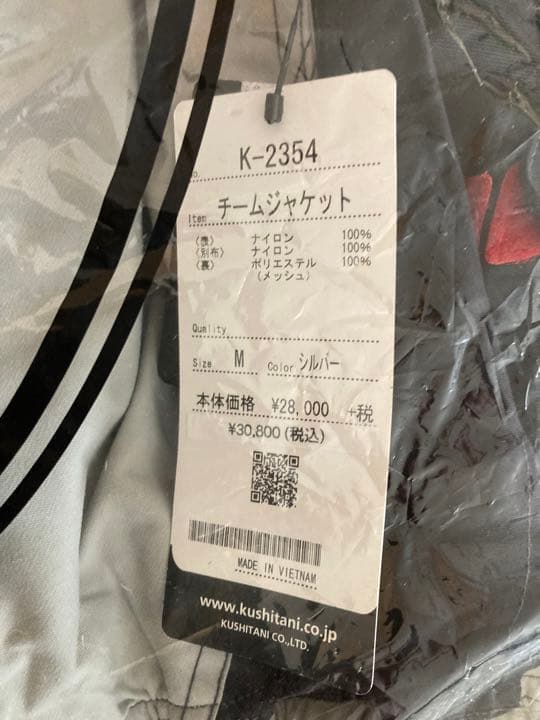 No. K-2354
Item チームジャケット
〈表〉 ナイロン 100%
〈別布〉 ナイロン 100%
〈裏〉 ポリエステル 100%
(メッシュ)
Quality
Size M Color シルバー
本体価格 ¥28,000 +税
¥30,800(税込)
MADE IN VIETNAM
www.kushitani.co.jp
KUSHITANI CO.,LTD.